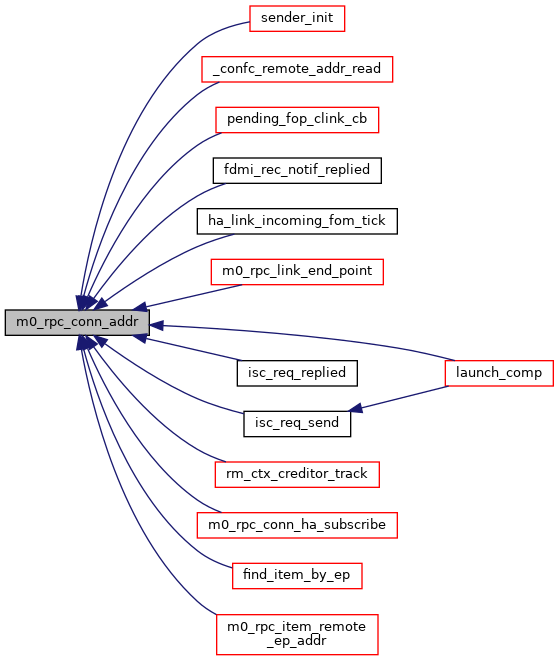 sender_init
_confc_remote_addr_read
pending_fop_clink_cb
fdmi_rec_notif_replied
ha_link_incoming_fom_tick
m0_rpc_link_end_point
m0_rpc_conn_addr
isc_req_replied
launch_comp
isc_req_send
rm_ctx_creditor_track
m0_rpc_conn_ha_subscribe
find_item_by_ep
m0_rpc_item_remote
_ep_addr